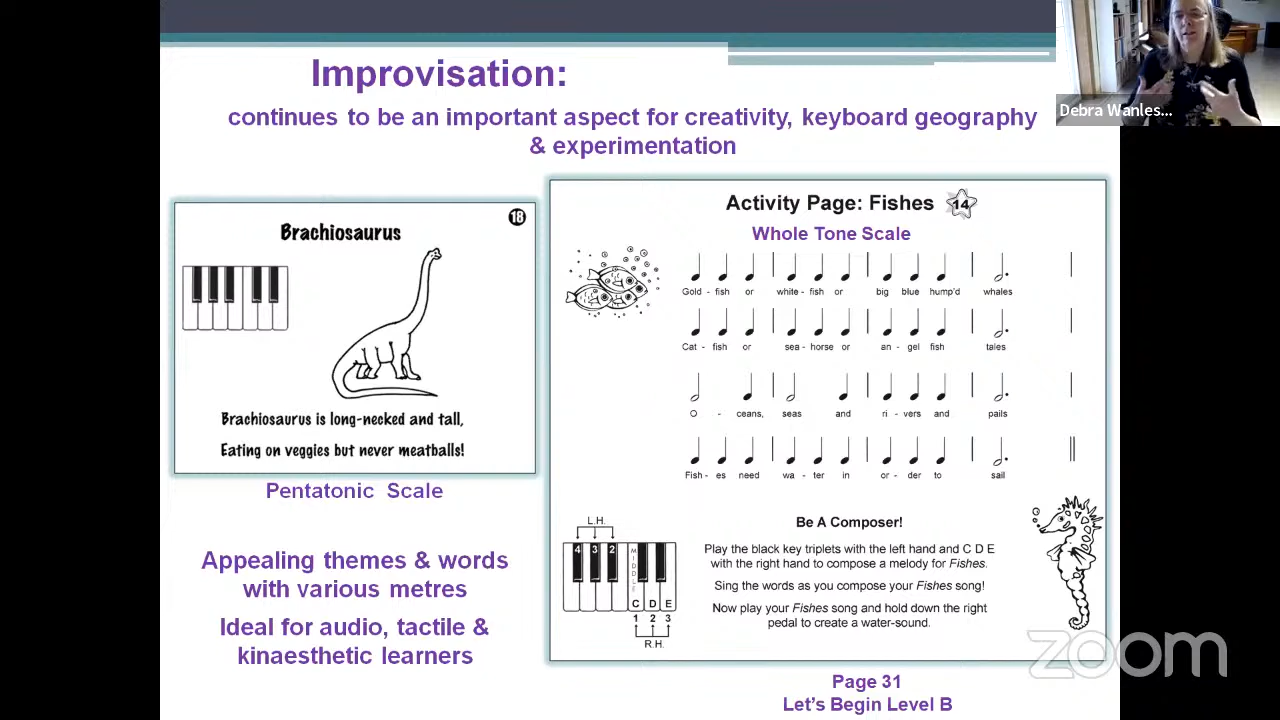 Improvisation:
continues to be an important aspect for creativity, keyboard geography
& experimentation
Debra Wanles...
18
Brachiosaurus
Brachiosaurus is long-necked and tall,
Eating on veggies but never meatballs!
Pentatonic Scale
Appealing themes & words
with various metres
Ideal for audio, tactile &
kinaesthetic learners
Activity Page: Fishes 14
Whole Tone Scale
Gold - fish or white - fish or big blue hump'd whales
Cat - fish or sea - horse or an - gel fish tales
O - ceans, seas and ri - vers and pails
Fish - es need wa - ter in or - der to sail
L.H.
4 3 2
MIDDLE
C D E
1 2 3
R.H.
Be A Composer!
Play the black key triplets with the left hand and C D E
with the right hand to compose a melody for Fishes.
Sing the words as you compose your Fishes song!
Now play your Fishes song and hold down the right
pedal to create a water-sound.
Page 31
Let's Begin Level B
zoom